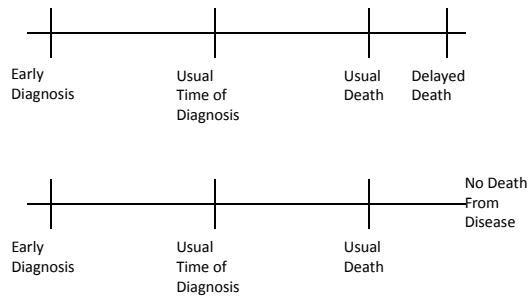 Early
Diagnosis
Usual
Time of
Diagnosis
Usual
Death
Delayed
Death
No Death
From
Disease
Early
Diagnosis
Usual
Time of
Diagnosis
Usual
Death